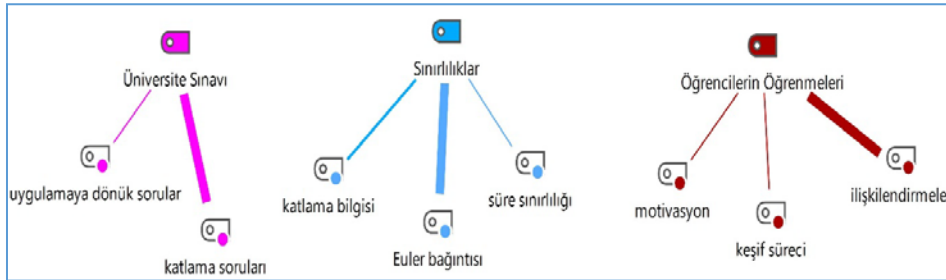 Üniversite Sınavı
uygulamaya dönük sorular
katlama soruları
Sınırlılıklar
katlama bilgisi
Euler bağıntısı
süre sınırlılığı
Öğrencilerin Öğrenmeleri
motivasyon
keşif süreci
ilişkilendirmele